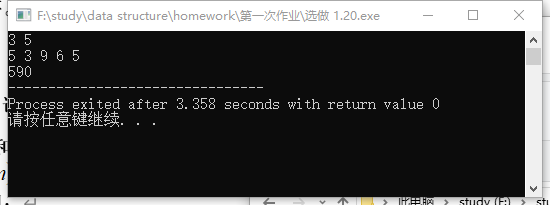 F:\study\data structure\homework\第一次作业\选做 1.20.exe
3 5
5 3 9 6 5
590
--------------------------------
Process exited after 3.358 seconds with return value 0
请按任意键继续. . .
此电脑 > study (F:) >